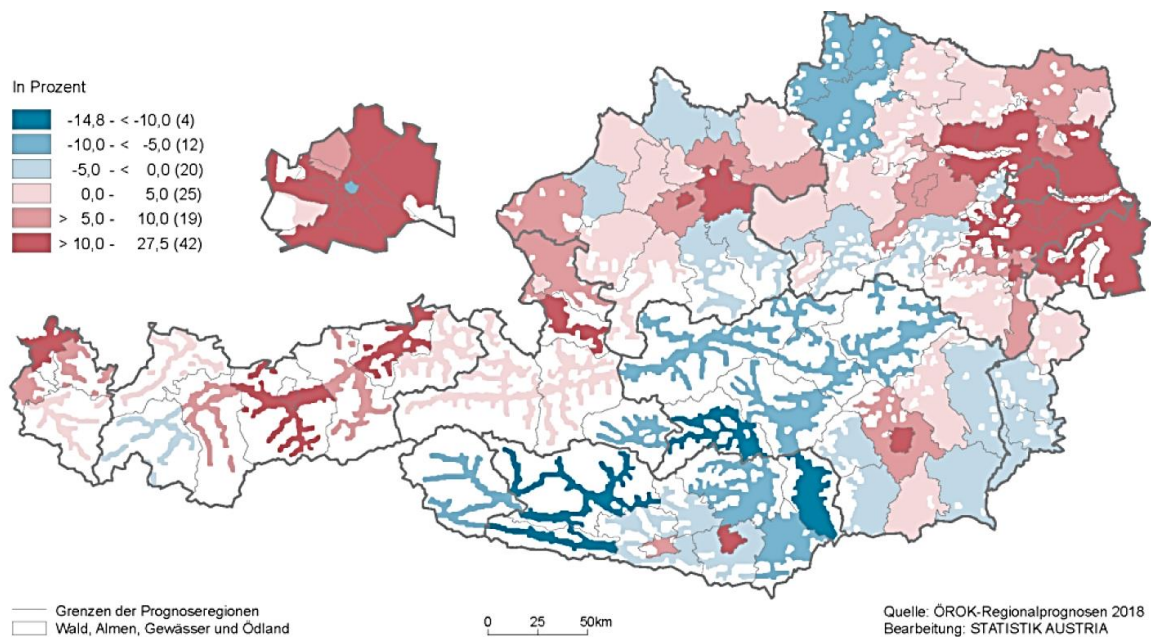 In Prozent
-14,8 - < -10,0 (4)
-10,0 - < -5,0 (12)
-5,0 - < 0,0 (20)
0,0 - 5,0 (25)
> 5,0 - 10,0 (19)
> 10,0 - 27,5 (42)
Grenzen der Prognoseregionen
Wald, Almen, Gewässer und Ödland
0 25 50km
Quelle: ÖROK-Regionalprognosen 2018
Bearbeitung: STATISTIK AUSTRIA